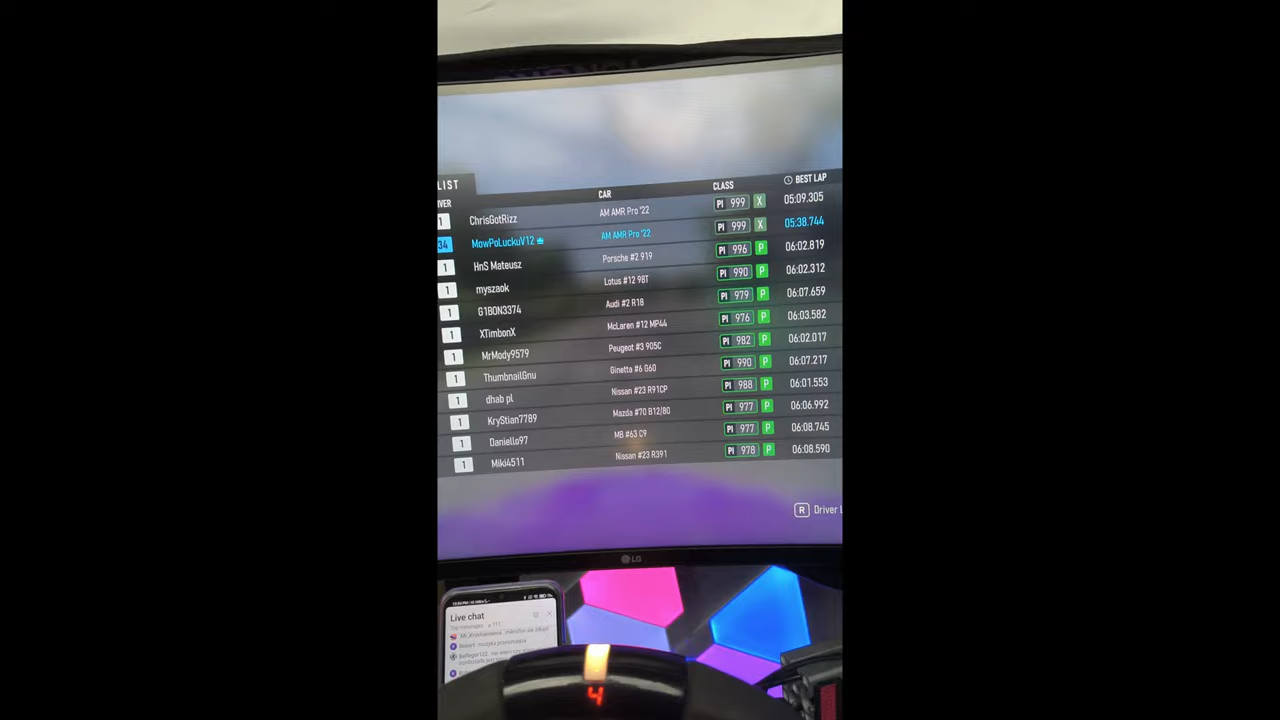 LIST
VER CAR CLASS BEST LAP
1 ChrisGotRizz AM AMR Pro '22 PI 999 X 05:09.305
34 MowPoLuckuV12 AM AMR Pro '22 PI 999 X 05:38.744
1 HnS Mateusz Porsche #2 919 PI 996 P 06:02.819
1 myszaok Lotus #12 98T PI 990 P 06:02.312
1 G1BON3374 Audi #2 R18 PI 979 P 06:07.659
1 XTimbonX McLaren #12 MP44 PI 976 P 06:03.582
1 MrMody9579 Peugeot #3 905C PI 982 P 06:02.017
1 ThumbnailGnu Ginetta #6 G60 PI 990 P 06:07.217
1 dhab pl Nissan #23 R91CP PI 988 P 06:01.553
1 KryStian7789 Mazda #70 B12/80 PI 977 P 06:06.992
1 Daniello97 MB #63 C9 PI 977 P 06:08.745
1 Miki4511 Nissan #23 R391 PI 978 P 06:08.590
R Driver L
LG
Live chat
Top messages
4